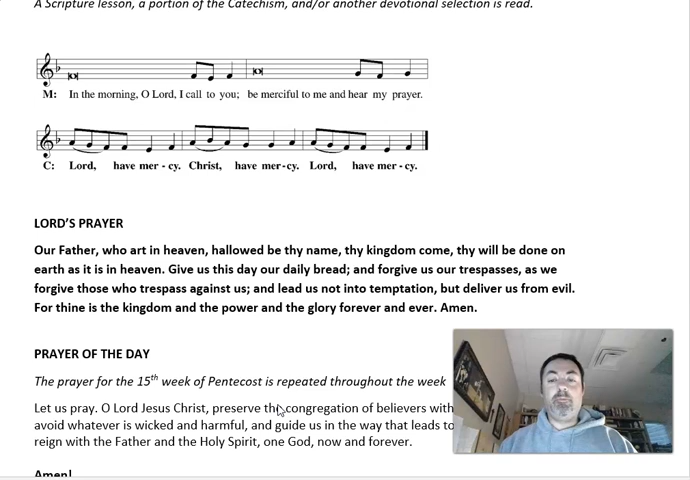 A Scripture lesson, a portion of the Catechism, and/or another devotional selection is read.
M: In the morning, O Lord, I call to you; be merciful to me and hear my prayer.
C: Lord, have mer - cy. Christ, have mer-cy. Lord, have mer - cy.
LORD'S PRAYER
Our Father, who art in heaven, hallowed be thy name, thy kingdom come, thy will be done on
earth as it is in heaven. Give us this day our daily bread; and forgive us our trespasses, as we
forgive those who trespass against us; and lead us not into temptation, but deliver us from evil.
For thine is the kingdom and the power and the glory forever and ever. Amen.
PRAYER OF THE DAY
The prayer for the 15th week of Pentecost is repeated throughout the week
Let us pray. O Lord Jesus Christ, preserve the congregation of believers with
avoid whatever is wicked and harmful, and guide us in the way that leads to
reign with the Father and the Holy Spirit, one God, now and forever.
Amen!